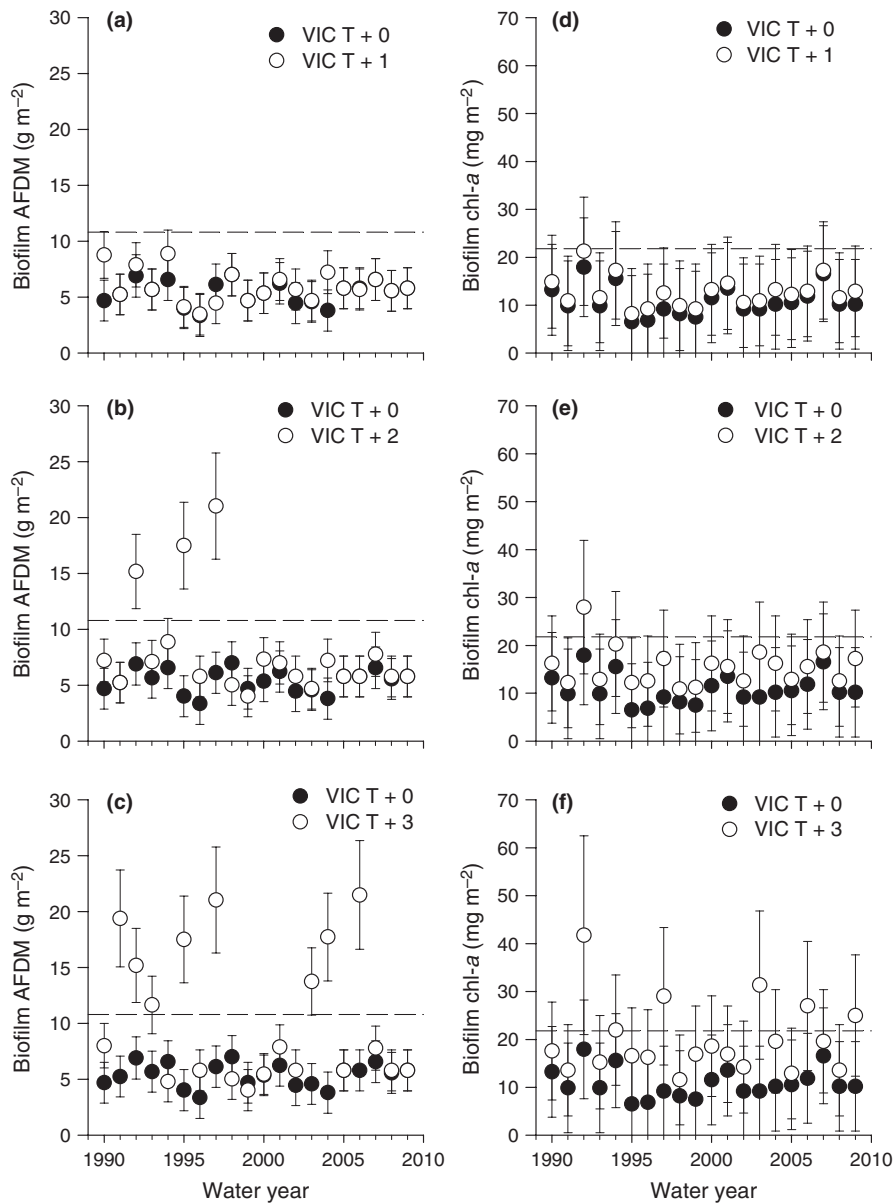 (a)
VIC T + 0
VIC T + 1
30
25
20
15
10
5
0
Biofilm AFDM (g m−2)
(d)
VIC T + 0
VIC T + 1
70
60
50
40
30
20
10
0
Biofilm chl-a (mg m−2)
Water year
(b)
VIC T + 0
VIC T + 2
30
25
20
15
10
5
0
Biofilm AFDM (g m−2)
(e)
VIC T + 0
VIC T + 2
70
60
50
40
30
20
10
0
Biofilm chl-a (mg m−2)
Water year
(c)
VIC T + 0
VIC T + 3
30
25
20
15
10
5
0
Biofilm AFDM (g m−2)
1990 1995 2000 2005 2010
Water year
(f)
VIC T + 0
VIC T + 3
70
60
50
40
30
20
10
0
Biofilm chl-a (mg m−2)
1990 1995 2000 2005 2010
Water year